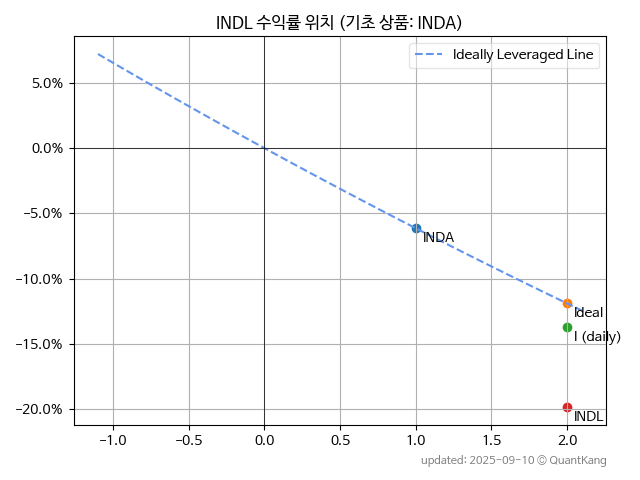 INDL 수익률 위치 (기초 상품: INDA)
Ideally Leveraged Line
5.0%
0.0%
−5.0%
−10.0%
−15.0%
−20.0%
INDA
Ideal
I (daily)
INDL
−1.0
−0.5
0.0
0.5
1.0
1.5
2.0
updated: 2025-09-10 © QuantKang